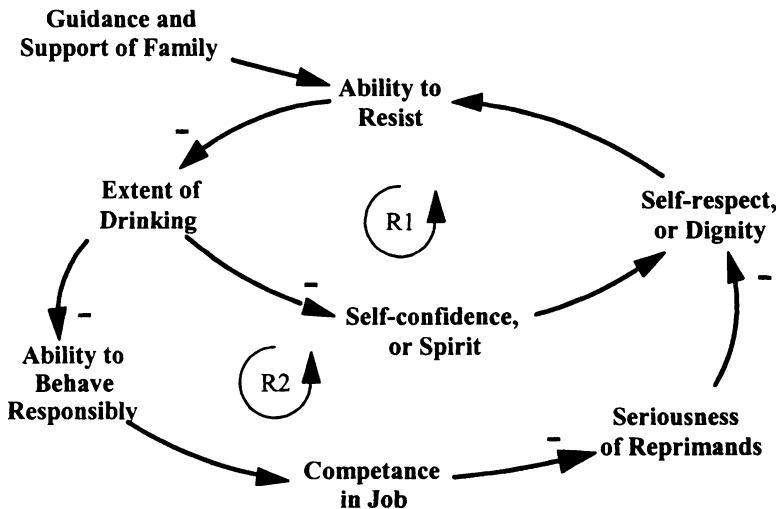 Guidance and
Support of Family
Ability to
Resist
–
Extent of
Drinking
Self-respect,
or Dignity
R1
–
–
–
Self-confidence,
or Spirit
Ability to
Behave
Responsibly
R2
Seriousness
of Reprimands
–
Competance
in Job